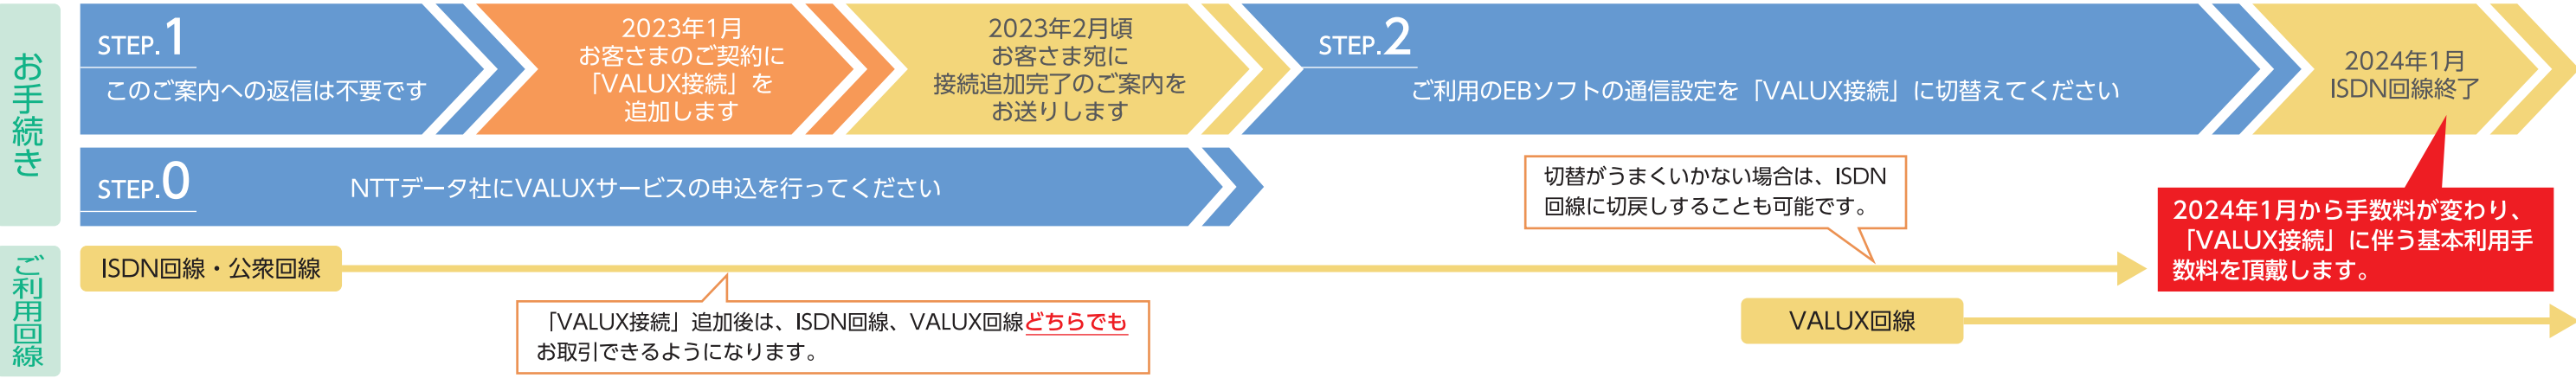 お手続き
STEP.1
このご案内への返信は不要です
2023年1月
お客さまのご契約に
「VALUX接続」を
追加します
2023年2月頃
お客さま宛に
接続追加完了のご案内を
お送りします
STEP.2
ご利用のEBソフトの通信設定を「VALUX接続」に切替えてください
2024年1月
ISDN回線終了
STEP.0
NTTデータ社にVALUXサービスの申込を行ってください
切替がうまくいかない場合は、ISDN
回線に切戻しすることも可能です。
2024年1月から手数料が変わり、
「VALUX接続」に伴う基本利用手
数料を頂戴します。
ご利用回線
ISDN回線・公衆回線
「VALUX接続」追加後は、ISDN回線、VALUX回線どちらでも
お取引できるようになります。
VALUX回線